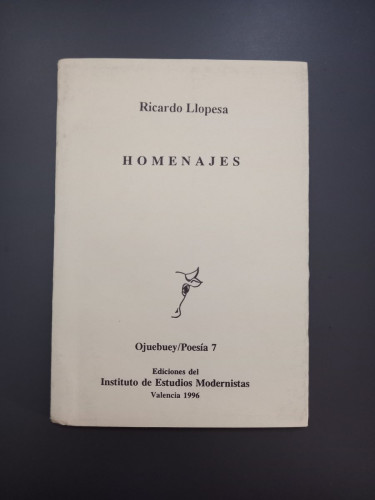 Ricardo Llopesa
HOMENAJES
Ojuebuey/Poesía 7
Ediciones del
Instituto de Estudios Modernistas
Valencia 1996